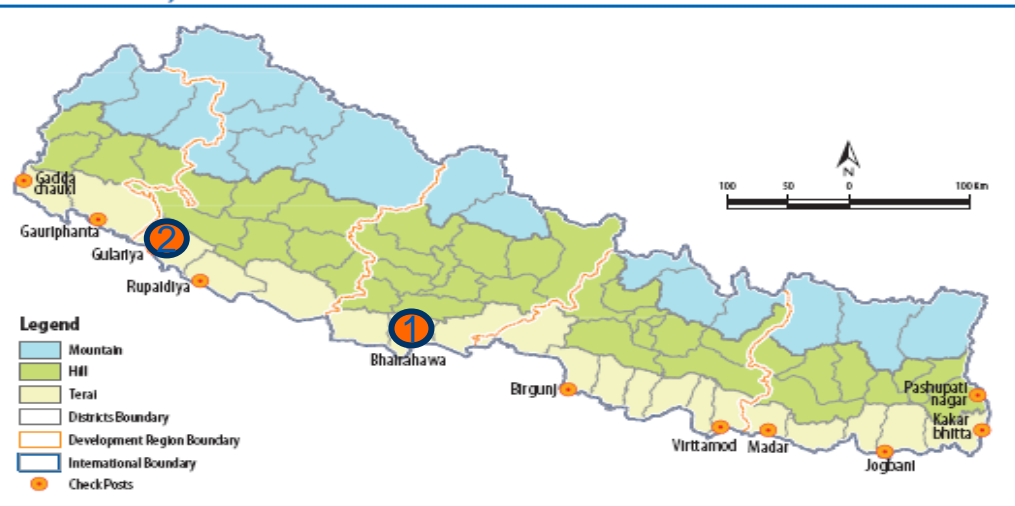 Gadda
chauki
Gauriphanta
2
Gulariya
Rupaidiya
N
100
50
0
100 Km
1
Bhairahawa
Birgunj
Virttamod
Madar
Jogbani
Pashupati
nagar
Kakar
bhitta
Legend
Mountain
Hill
Terai
Districts Boundary
Development Region Boundary
International Boundary
Check Posts